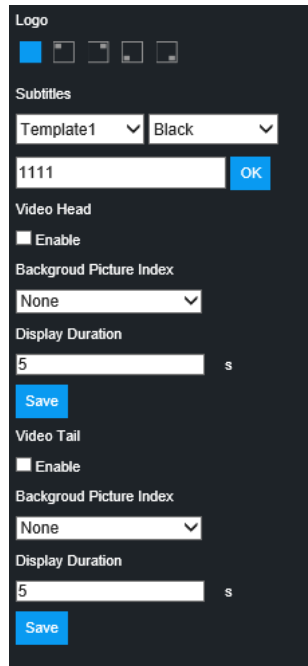 Logo
Subtitles
Template1 Black
1111 OK
Video Head
Enable
Backgroud Picture Index
None
Display Duration
5 s
Save
Video Tail
Enable
Backgroud Picture Index
None
Display Duration
5 s
Save